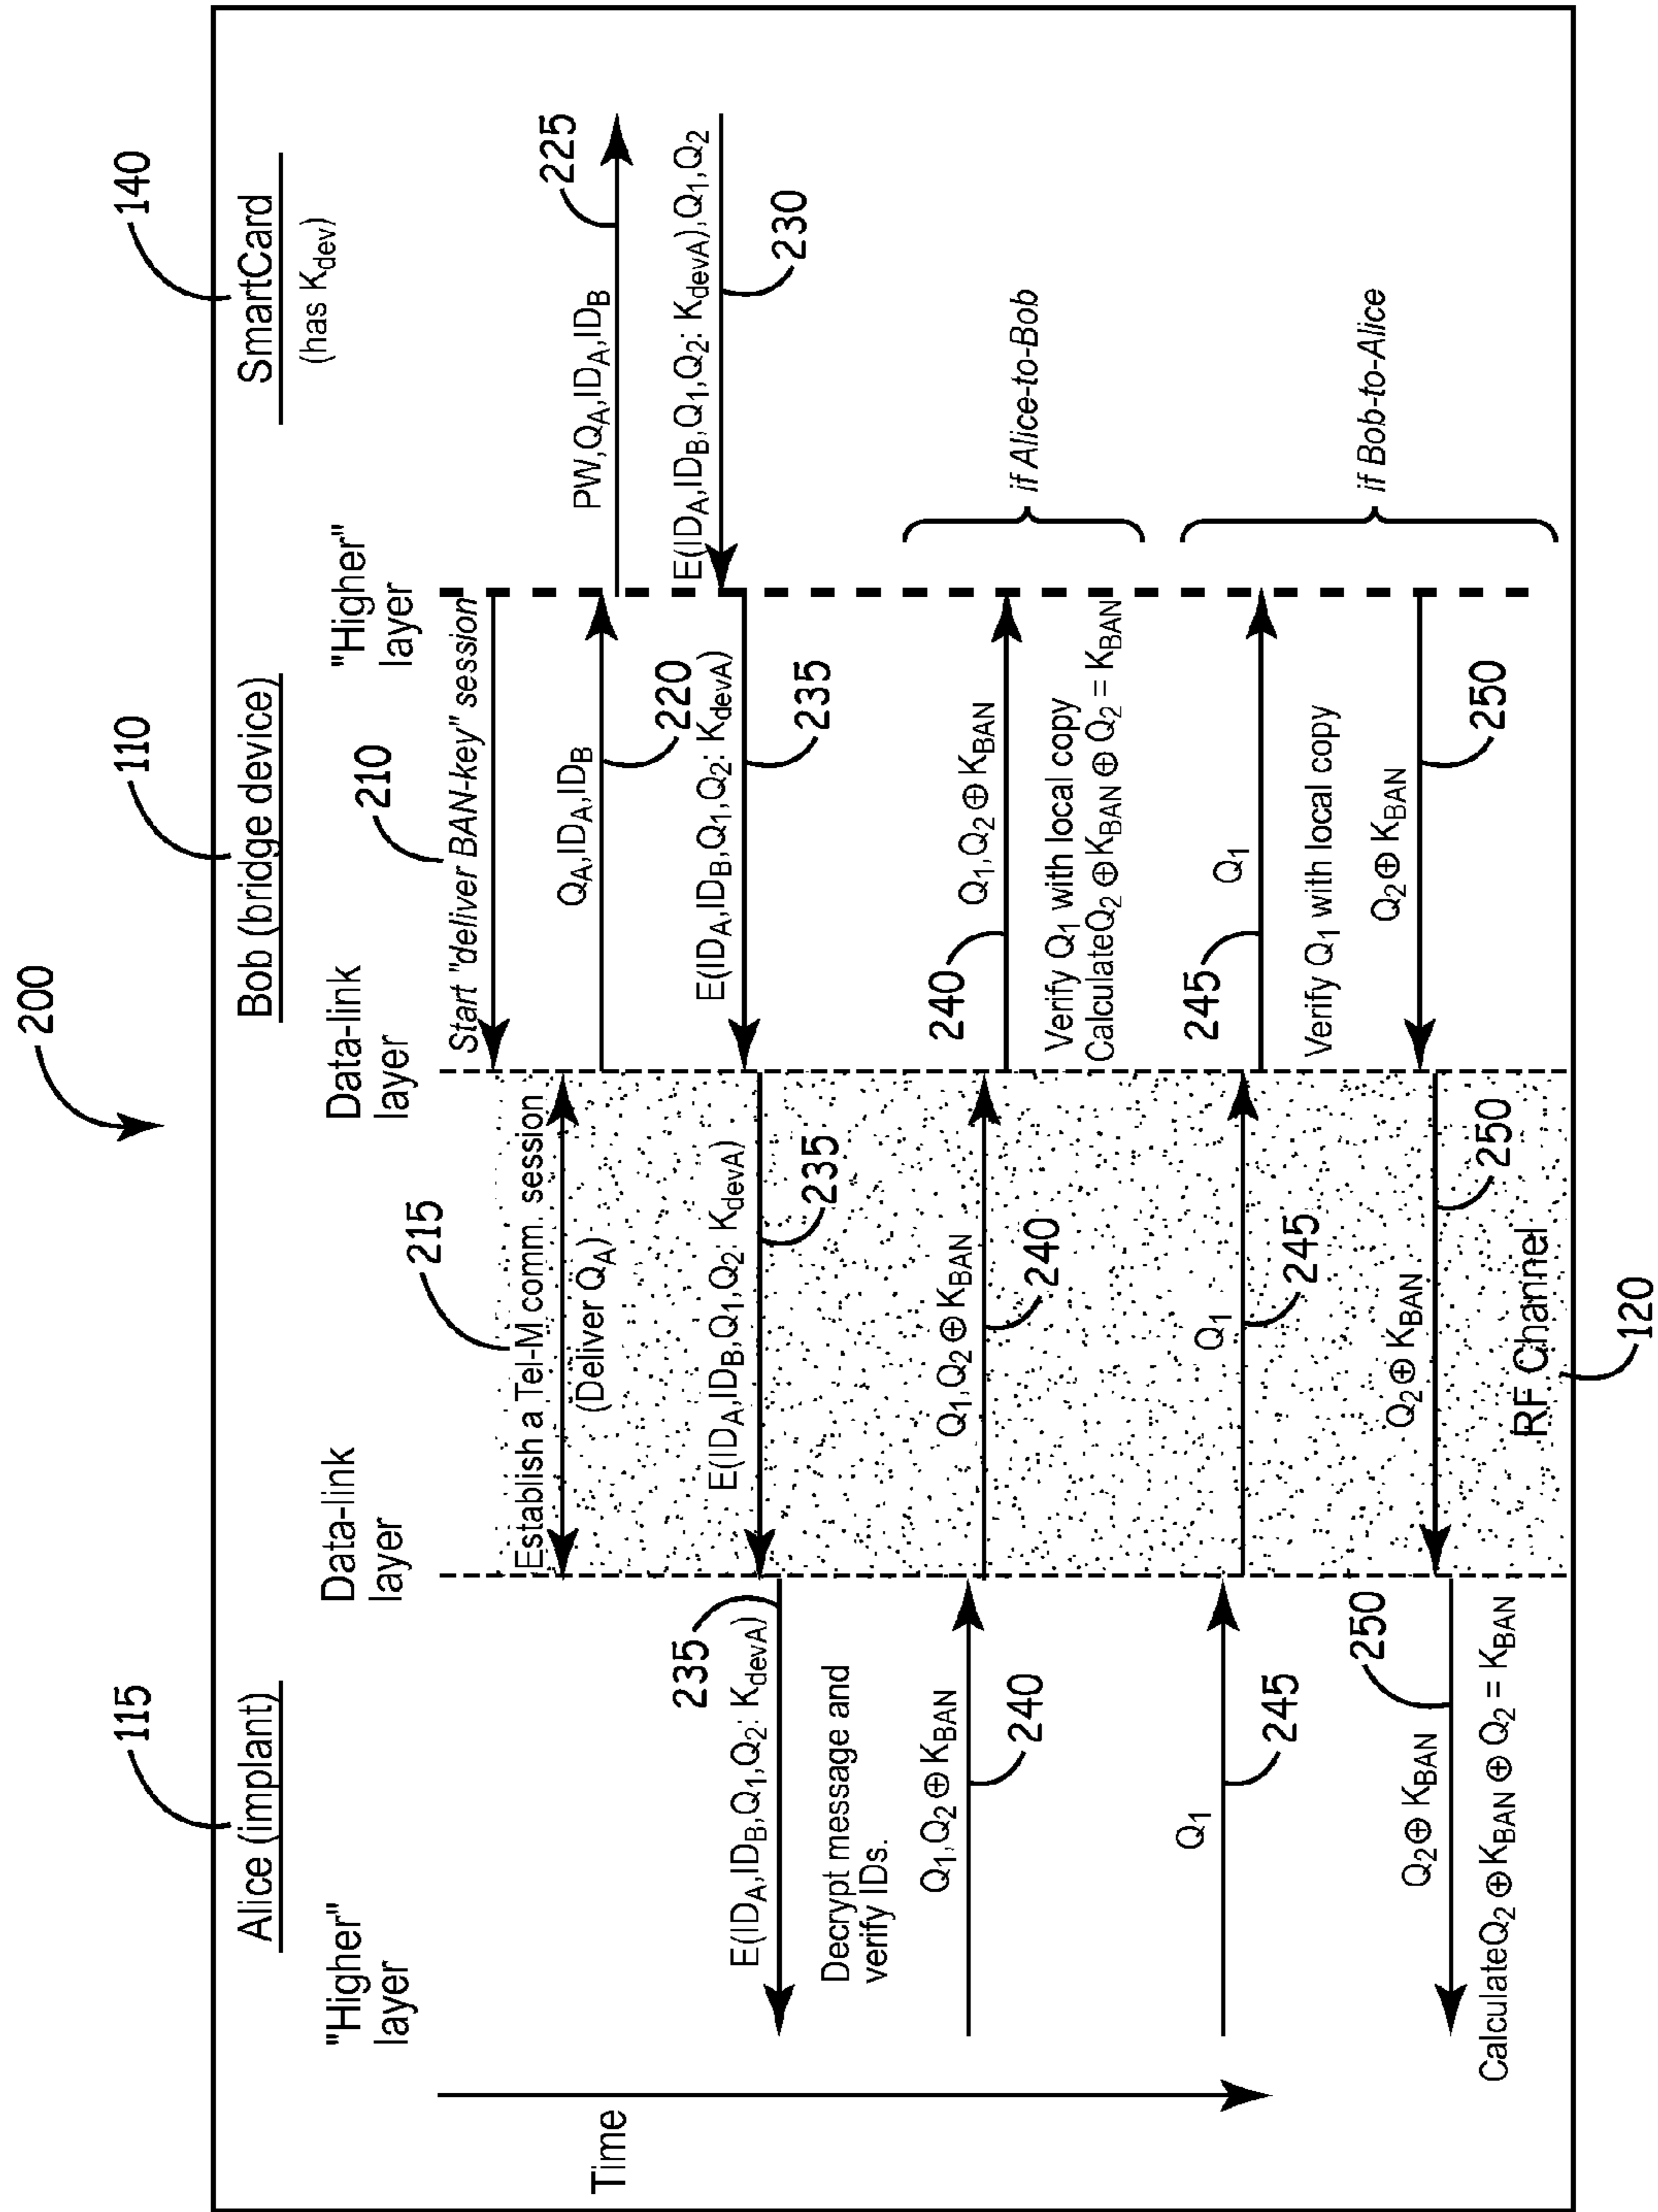 200
115
110
140
Alice (implant)
Bob (bridge device)
SmartCard
(has K_dev)
"Higher"
layer
Data-link
layer
Data-link
layer
"Higher"
layer
Time
210
Start "deliver BAN-key" session
215
Establish a Tel-M comm. session
(Deliver Q_A)
Q_A,ID_A,ID_B
220
PW,Q_A,ID_A,ID_B
225
E(ID_A,ID_B,Q_1,Q_2: K_devA),Q_1,Q_2
230
E(ID_A,ID_B,Q_1,Q_2: K_devA)
235
E(ID_A,ID_B,Q_1,Q_2: K_devA)
235
235
E(ID_A,ID_B,Q_1,Q_2: K_devA)
Decrypt message and
verify IDs.
Q_1,Q_2 ⊕ K_BAN
240
Q_1,Q_2 ⊕ K_BAN
240
240
Q_1,Q_2 ⊕ K_BAN
Verify Q_1 with local copy
CalculateQ_2 ⊕ K_BAN ⊕ Q_2 = K_BAN
if Alice-to-Bob
Q_1
245
Q_1
245
245
Q_1
Verify Q_1 with local copy
if Bob-to-Alice
Q_2 ⊕ K_BAN
250
Q_2 ⊕ K_BAN
250
250
Q_2 ⊕ K_BAN
CalculateQ_2 ⊕ K_BAN ⊕ Q_2 = K_BAN
RF Channel
120